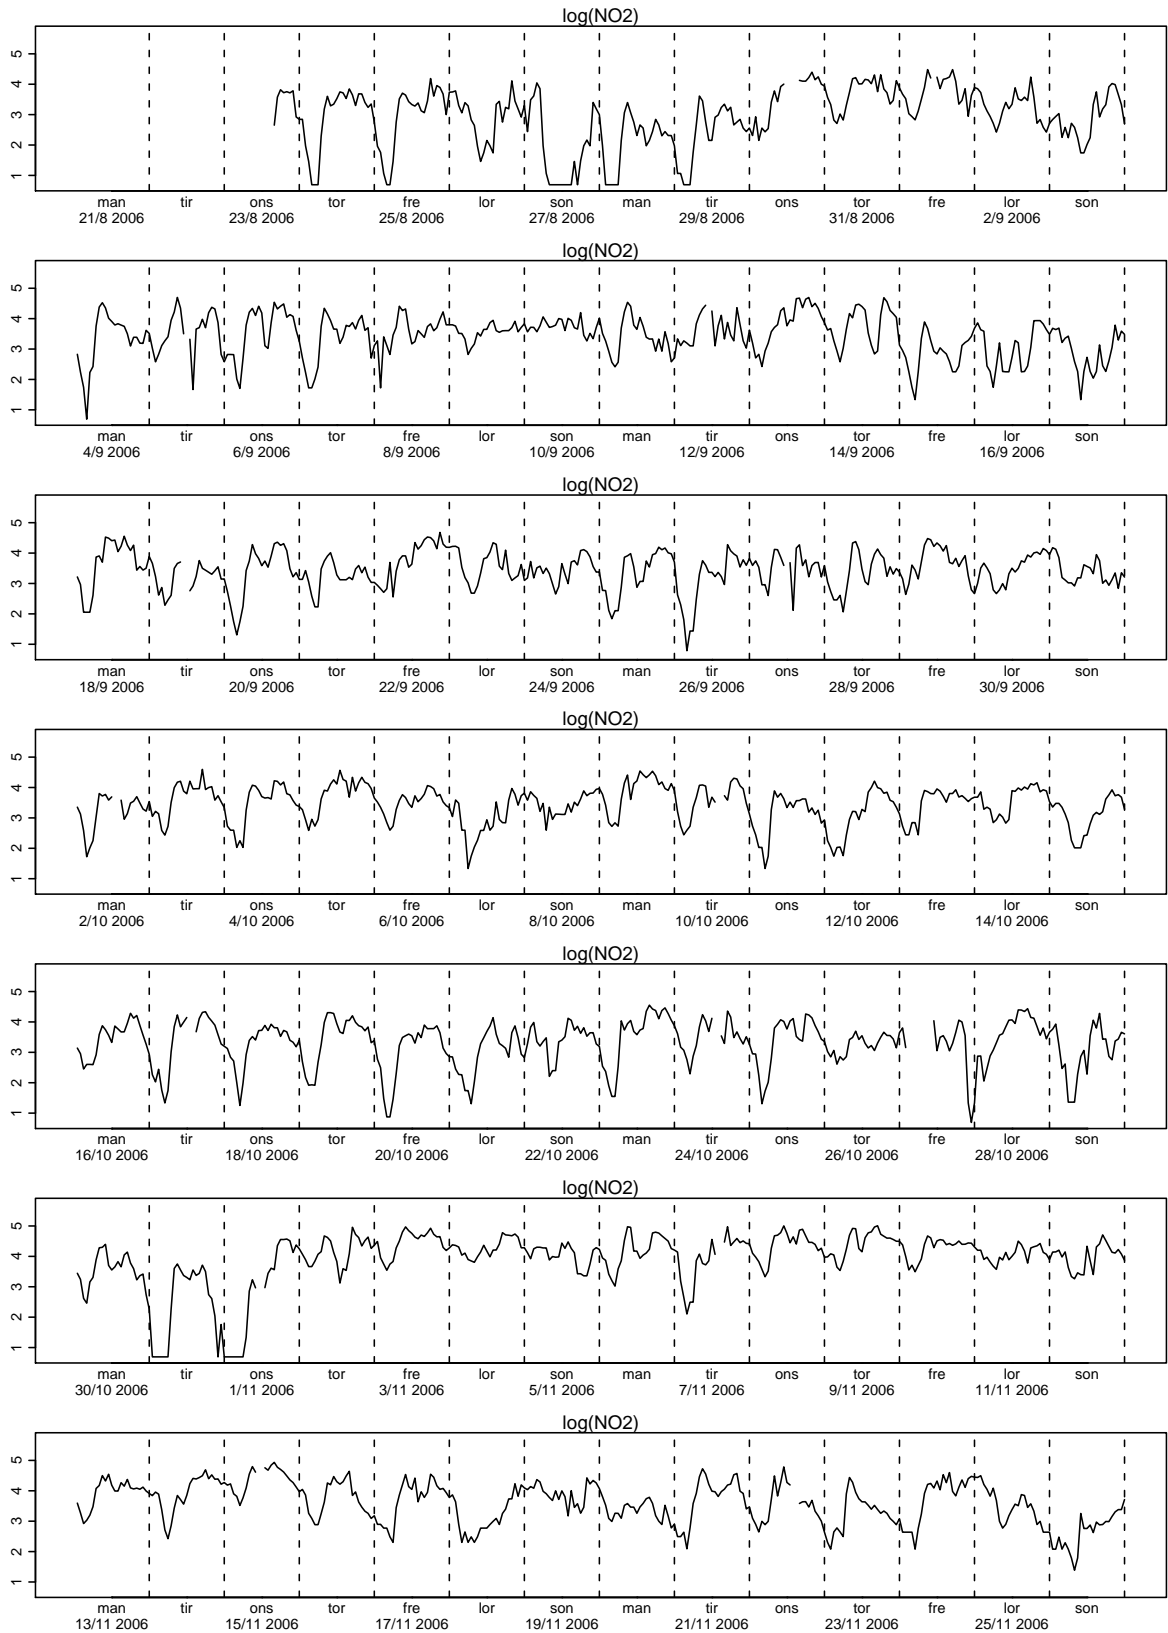 log(NO2)
5
4
3
2
1
man tir ons tor fre lor son man tir ons tor fre lor son
21/8 2006 23/8 2006 25/8 2006 27/8 2006 29/8 2006 31/8 2006 2/9 2006
log(NO2)
5
4
3
2
1
man tir ons tor fre lor son man tir ons tor fre lor son
4/9 2006 6/9 2006 8/9 2006 10/9 2006 12/9 2006 14/9 2006 16/9 2006
log(NO2)
5
4
3
2
1
man tir ons tor fre lor son man tir ons tor fre lor son
18/9 2006 20/9 2006 22/9 2006 24/9 2006 26/9 2006 28/9 2006 30/9 2006
log(NO2)
5
4
3
2
1
man tir ons tor fre lor son man tir ons tor fre lor son
2/10 2006 4/10 2006 6/10 2006 8/10 2006 10/10 2006 12/10 2006 14/10 2006
log(NO2)
5
4
3
2
1
man tir ons tor fre lor son man tir ons tor fre lor son
16/10 2006 18/10 2006 20/10 2006 22/10 2006 24/10 2006 26/10 2006 28/10 2006
log(NO2)
5
4
3
2
1
man tir ons tor fre lor son man tir ons tor fre lor son
30/10 2006 1/11 2006 3/11 2006 5/11 2006 7/11 2006 9/11 2006 11/11 2006
log(NO2)
5
4
3
2
1
man tir ons tor fre lor son man tir ons tor fre lor son
13/11 2006 15/11 2006 17/11 2006 19/11 2006 21/11 2006 23/11 2006 25/11 2006